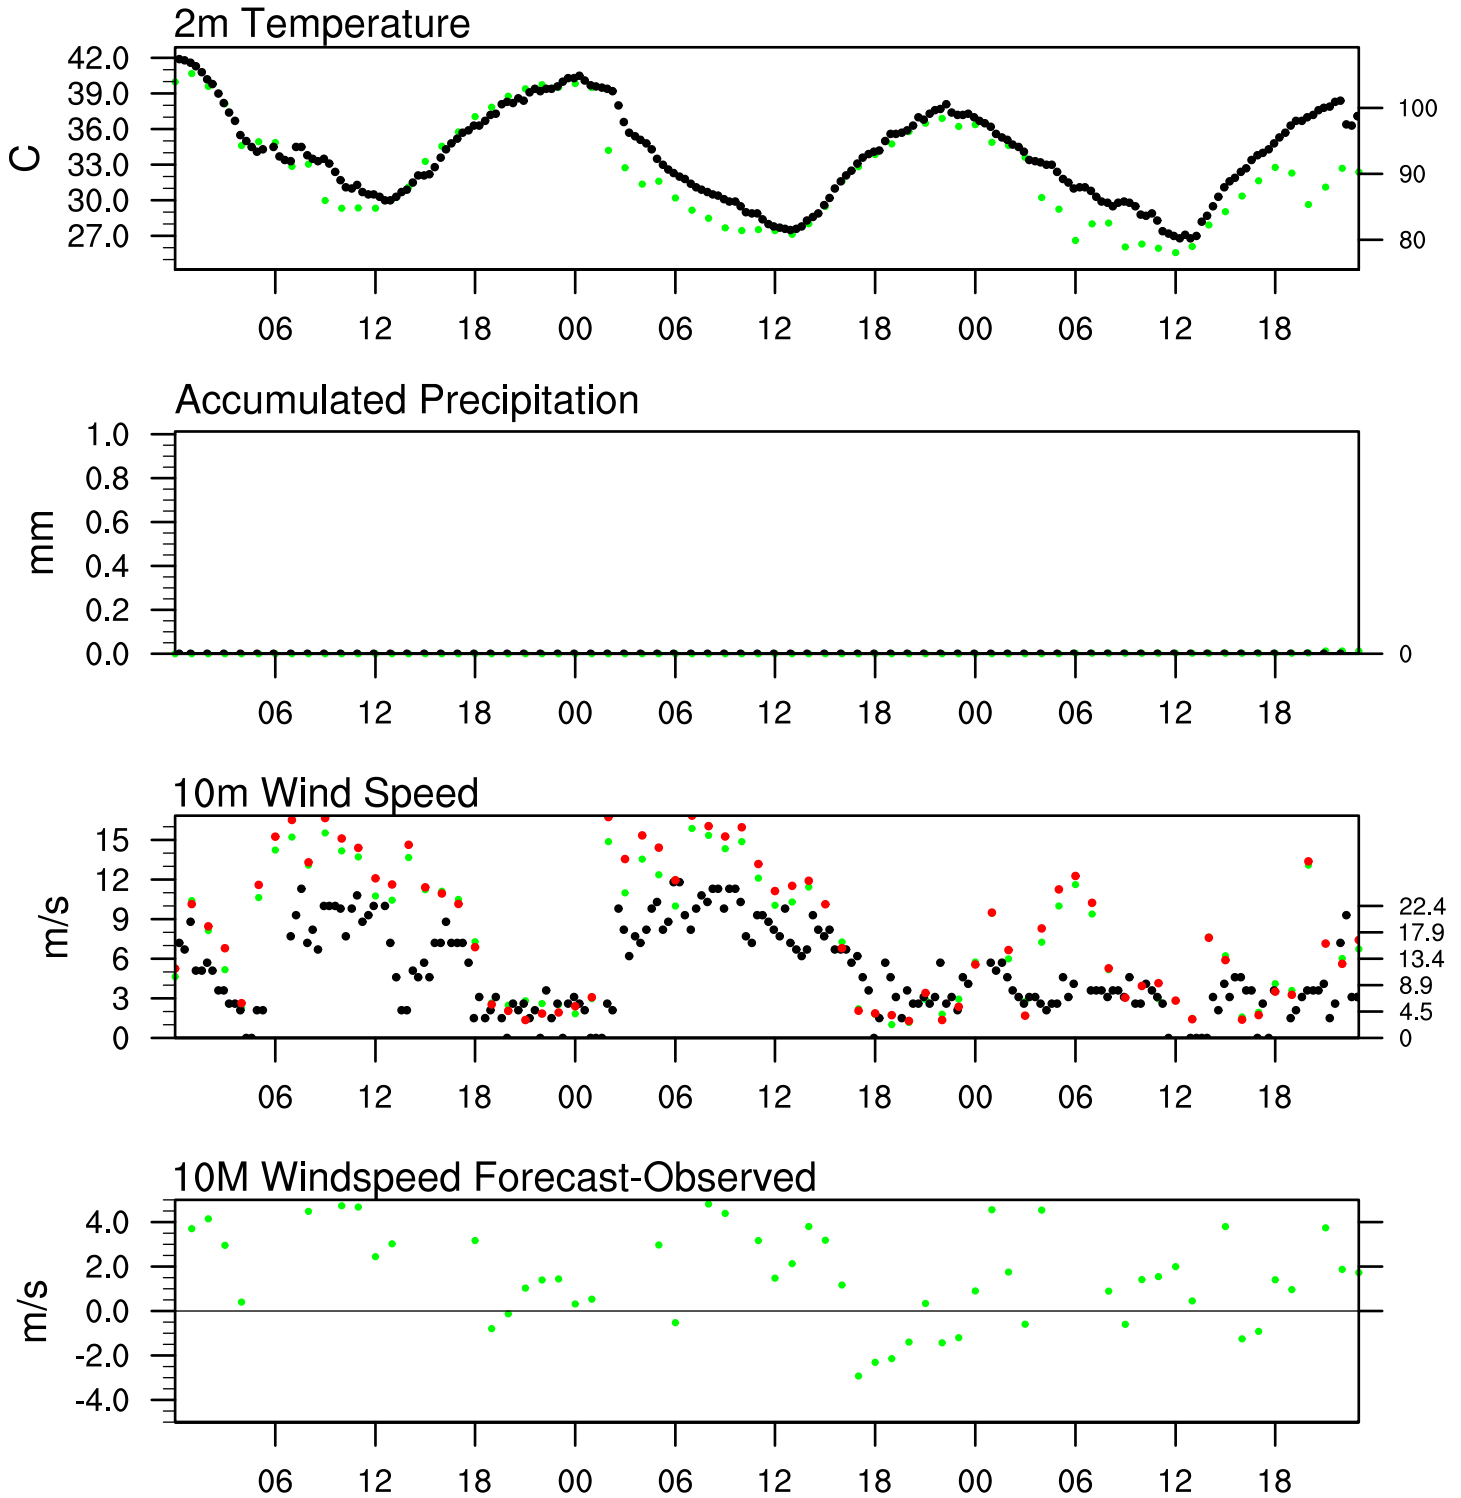 2m Temperature
42.0
39.0
36.0
33.0
30.0
27.0
C
100
90
80
06 12 18 00 06 12 18 00 06 12 18
Accumulated Precipitation
1.0
0.8
0.6
0.4
0.2
0.0
mm
0
06 12 18 00 06 12 18 00 06 12 18
10m Wind Speed
15
12
9
6
3
0
m/s
22.4
17.9
13.4
8.9
4.5
0
06 12 18 00 06 12 18 00 06 12 18
10M Windspeed Forecast-Observed
4.0
2.0
0.0
-2.0
-4.0
m/s
06 12 18 00 06 12 18 00 06 12 18